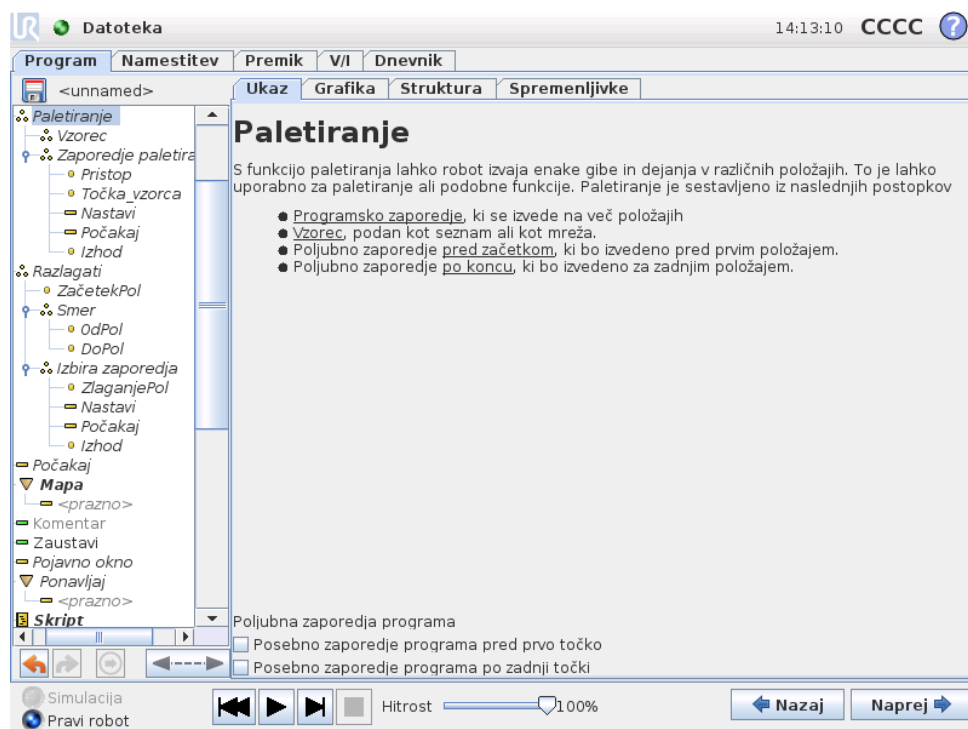 UR Datoteka 14:13:10 CCCC ?
Program Namestitev Premik V/I Dnevnik
<unnamed>
Ukaz Grafika Struktura Spremenljivke
Paletiranje
Vzorec
Zaporedje paletira
Pristop
Točka_vzorca
Nastavi
Počakaj
Izhod
Razlagati
ZačetekPol
Smer
OdPol
DoPol
Izbira zaporedja
ZlaganjePol
Nastavi
Počakaj
Izhod
Počakaj
Mapa
<prazno>
Komentar
Zaustavi
Pojavno okno
Ponavljaj
<prazno>
Skript
Paletiranje
S funkcijo paletiranja lahko robot izvaja enake gibe in dejanja v različnih položajih. To je lahko
uporabno za paletiranje ali podobne funkcije. Paletiranje je sestavljeno iz naslednjih postopkov
Programsko zaporedje, ki se izvede na več položajih
Vzorec, podan kot seznam ali kot mreža.
Poljubno zaporedje pred začetkom, ki bo izvedeno pred prvim položajem.
Poljubno zaporedje po koncu, ki bo izvedeno za zadnjim položajem.
Poljubna zaporedja programa
Posebno zaporedje programa pred prvo točko
Posebno zaporedje programa po zadnji točki
Simulacija
Pravi robot
Hitrost 100%
Nazaj Naprej